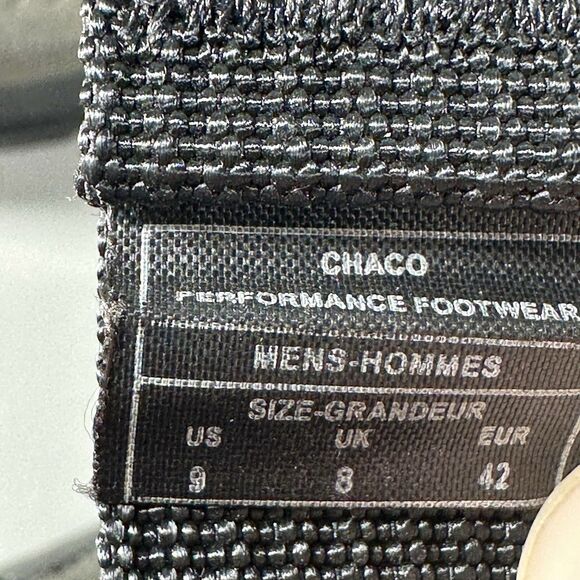 CHACO
PERFORMANCE FOOTWEAR
MENS-HOMMES
SIZE-GRANDEUR
US UK EUR
9 8 42